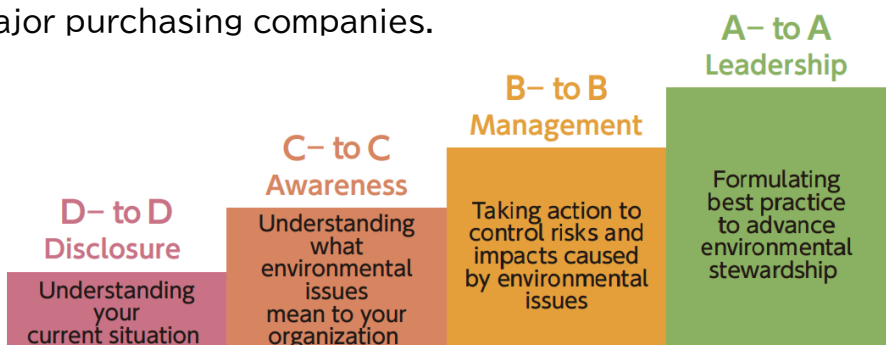 ajor purchasing companies.
D− to D
Disclosure
Understanding
your
current situation
C− to C
Awareness
Understanding
what
environmental
issues
mean to your
organization
B− to B
Management
Taking action to
control risks and
impacts caused
by environmental
issues
A− to A
Leadership
Formulating
best practice
to advance
environmental
stewardship